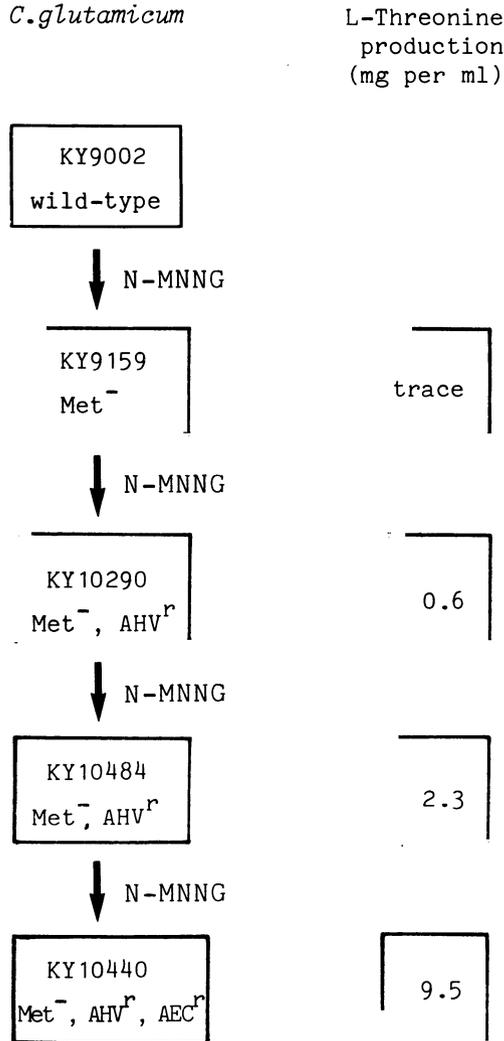 C.glutamicum
L-Threonine
production
(mg per ml)
KY9002
wild-type
N-MNNG
KY9159
Met⁻
trace
N-MNNG
KY10290
Met⁻, AHVʳ
0.6
N-MNNG
KY10484
Met⁻, AHVʳ
2.3
N-MNNG
KY10440
Met⁻, AHVʳ, AECʳ
9.5